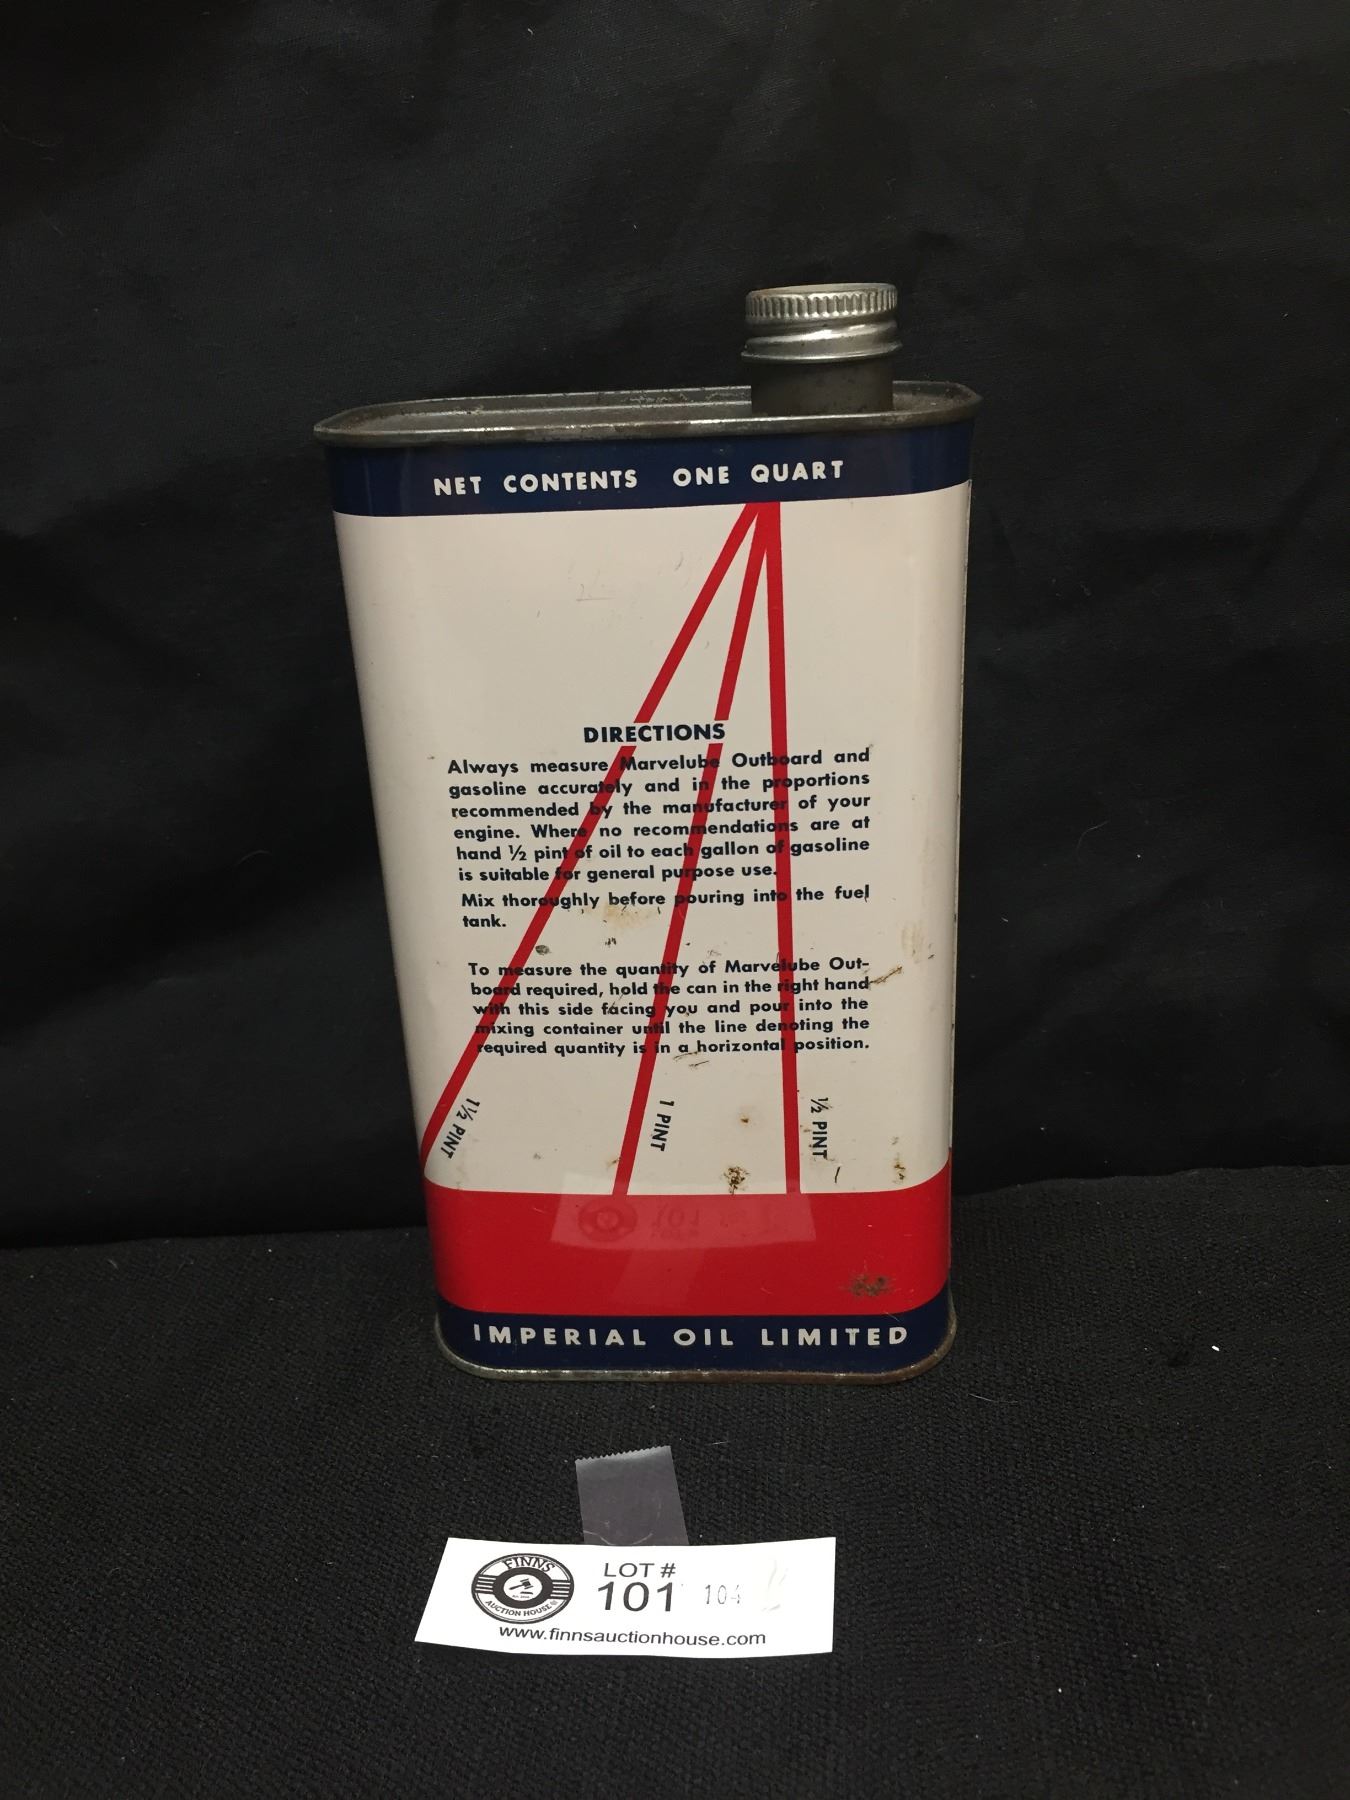 NET CONTENTS ONE QUART
DIRECTIONS
Always measure Marvelube Outboard and
gasoline accurately and in the proportions
recommended by the manufacturer of your
engine. Where no recommendations are at
hand ½ pint of oil to each gallon of gasoline
is suitable for general purpose use.
Mix thoroughly before pouring into the fuel
tank.
To measure the quantity of Marvelube Out-
board required, hold the can in the right hand
with this side facing you and pour into the
mixing container until the line denoting the
required quantity is in a horizontal position.
1½ PINT
1 PINT
½ PINT
IMPERIAL OIL LIMITED
FINNS
AUCTION HOUSE
LOT #
101 104
www.finnsauctionhouse.com